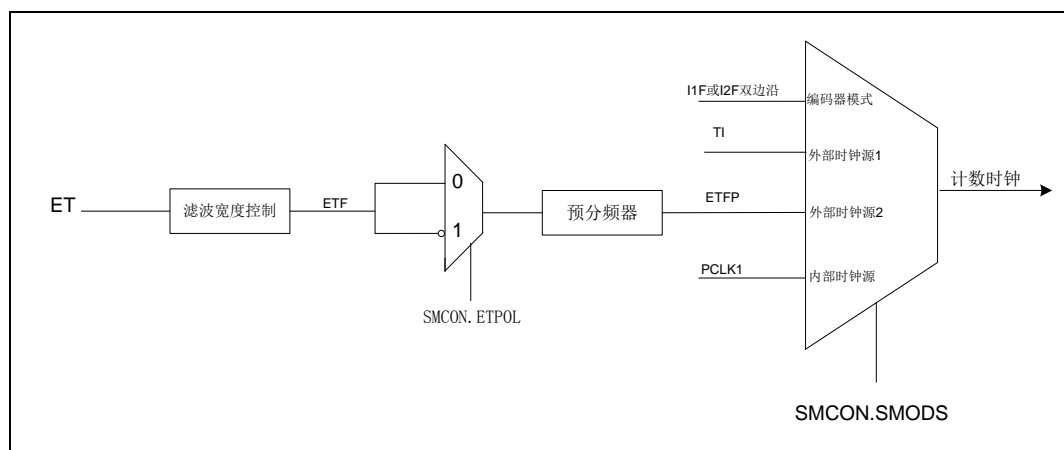 I1F或I2F双边沿
编码器模式
TI
外部时钟源1
计数时钟
ET
滤波宽度控制
ETF
0
1
预分频器
ETFP
外部时钟源2
PCLK1
内部时钟源
SMCON.ETPOL
SMCON.SMODS